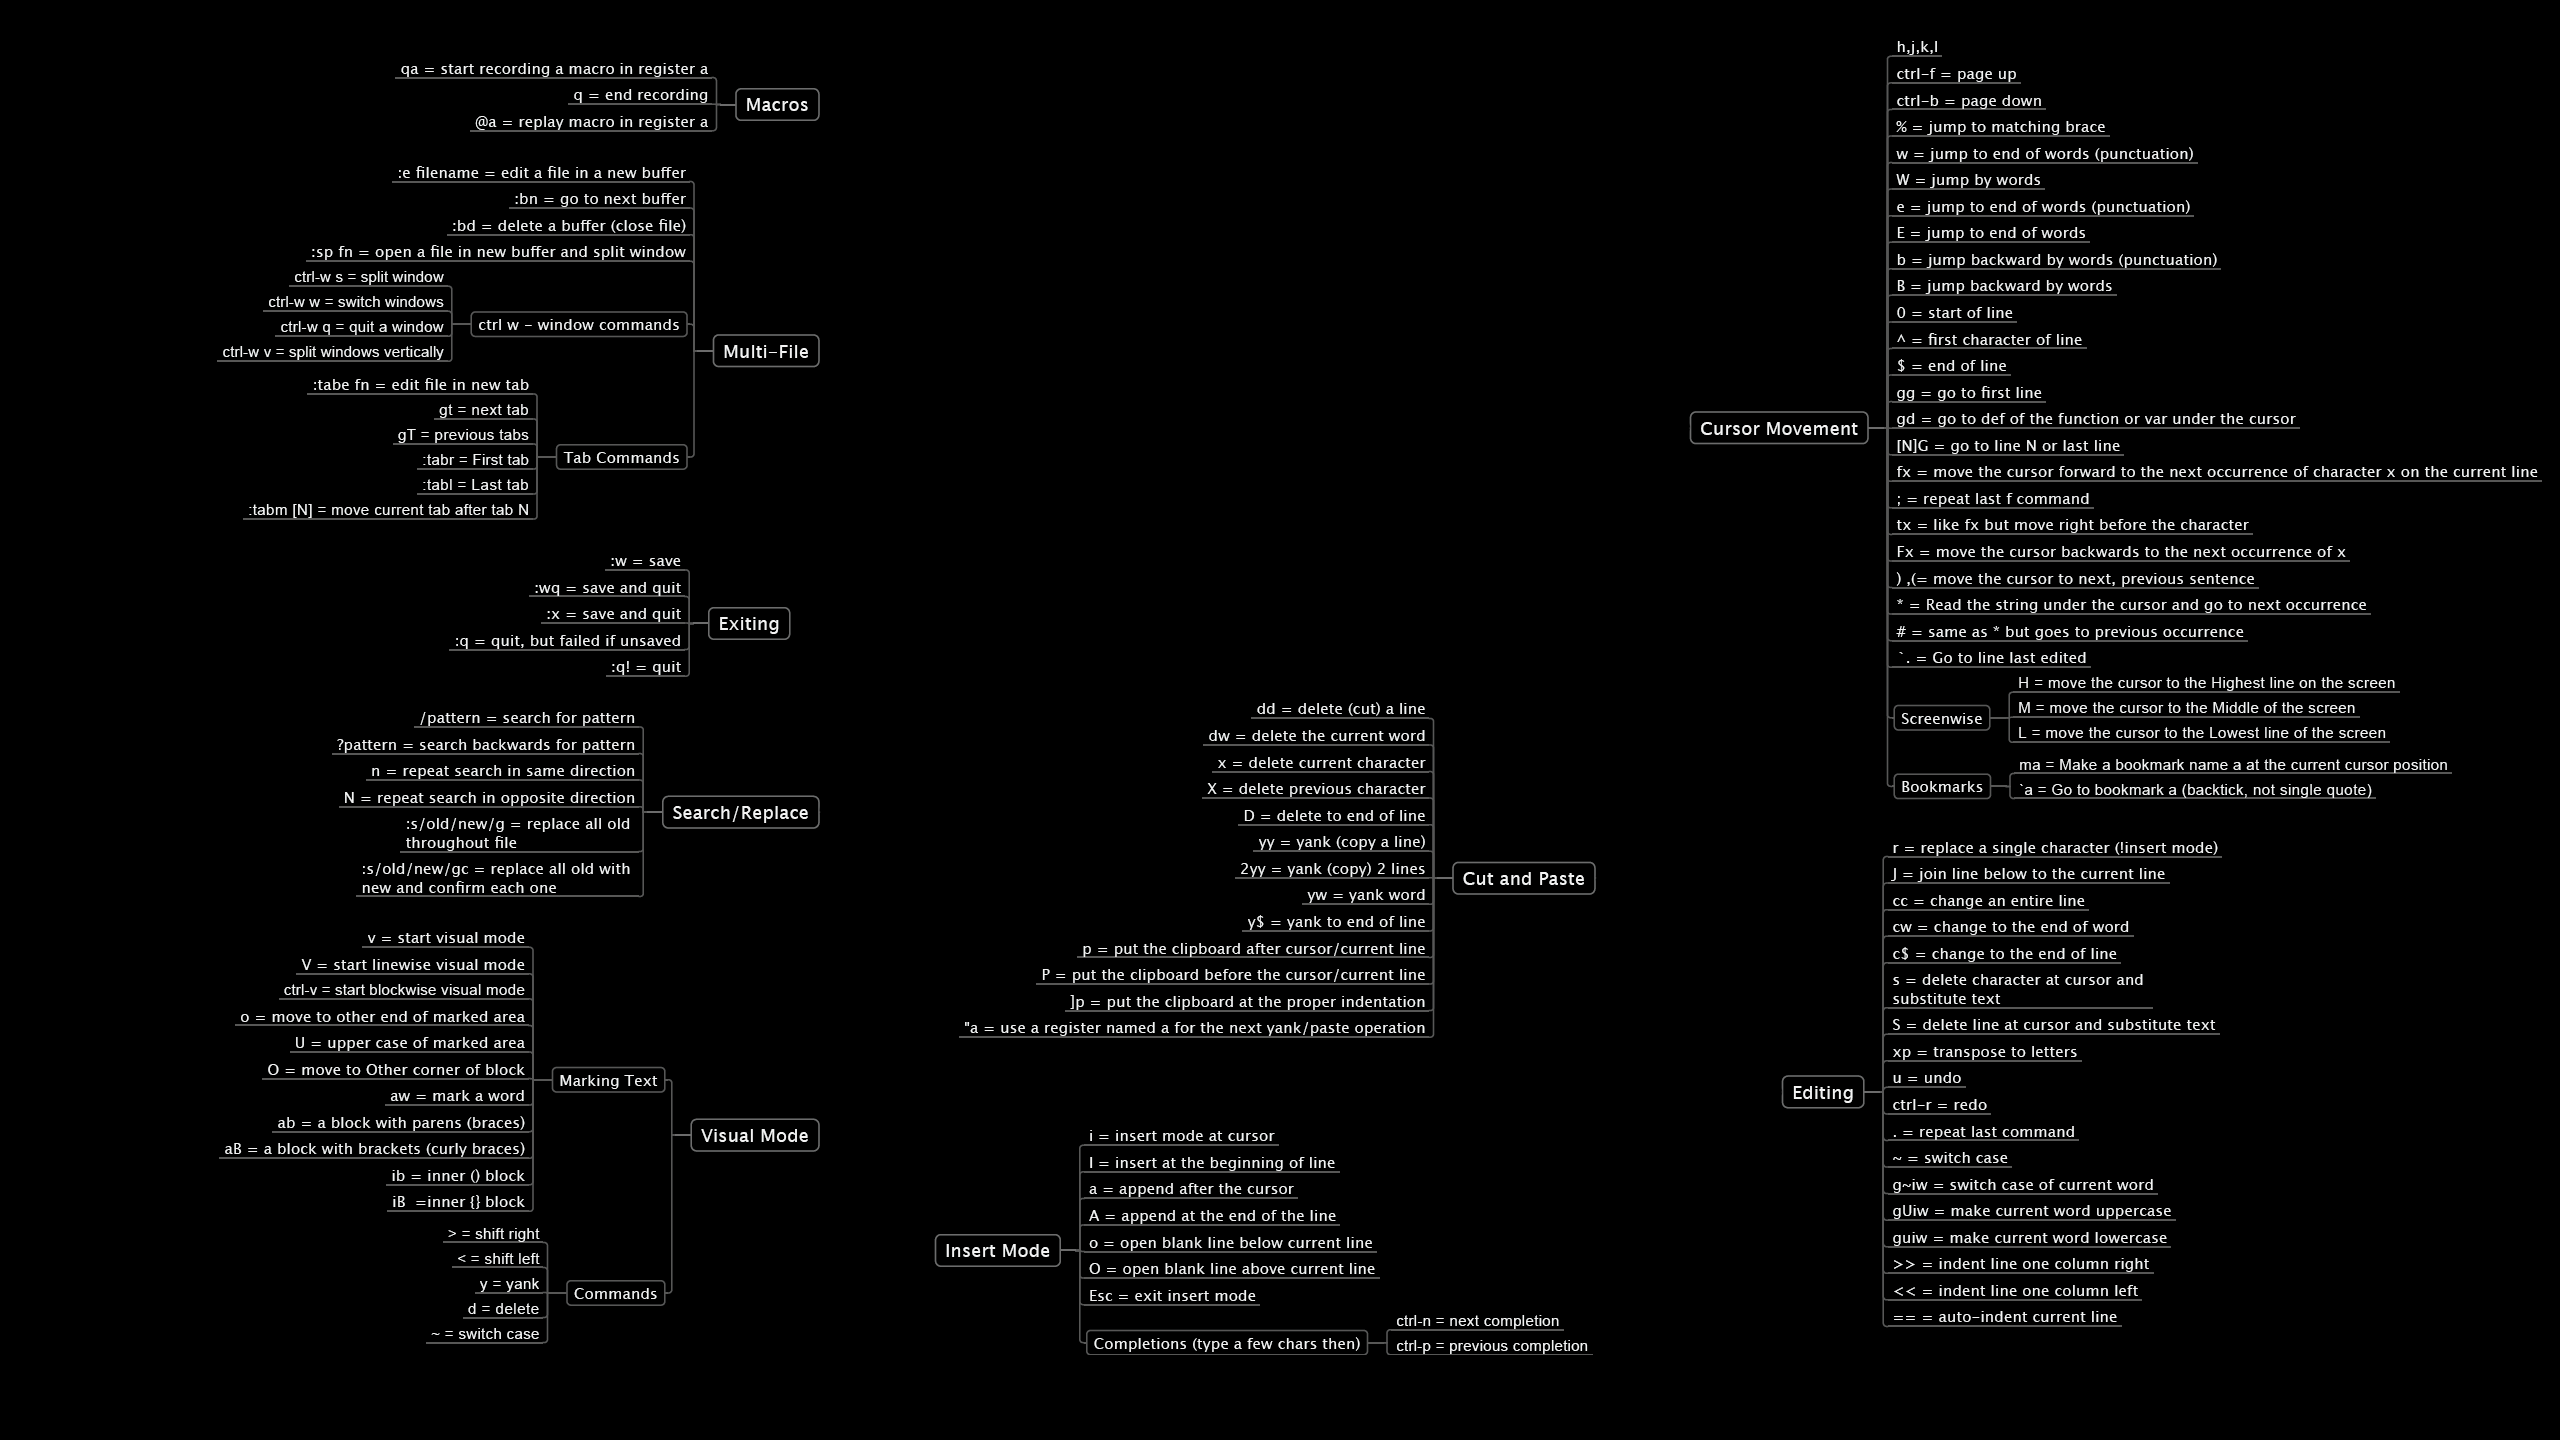 qa = start recording a macro in register a
q = end recording
@a = replay macro in register a
Macros
:e filename = edit a file in a new buffer
:bn = go to next buffer
:bd = delete a buffer (close file)
:sp fn = open a file in new buffer and split window
ctrl-w s = split window
ctrl-w w = switch windows
ctrl-w q = quit a window
ctrl-w v = split windows vertically
ctrl w - window commands
Multi-File
:tabe fn = edit file in new tab
gt = next tab
gT = previous tabs
:tabr = First tab
:tabl = Last tab
:tabm [N] = move current tab after tab N
Tab Commands
:w = save
:wq = save and quit
:x = save and quit
:q = quit, but failed if unsaved
:q! = quit
Exiting
/pattern = search for pattern
?pattern = search backwards for pattern
n = repeat search in same direction
N = repeat search in opposite direction
:s/old/new/g = replace all old
throughout file
:s/old/new/gc = replace all old with
new and confirm each one
Search/Replace
v = start visual mode
V = start linewise visual mode
ctrl-v = start blockwise visual mode
o = move to other end of marked area
U = upper case of marked area
O = move to Other corner of block
aw = mark a word
ab = a block with parens (braces)
aB = a block with brackets (curly braces)
ib = inner () block
iB  =inner {} block
Marking Text
Visual Mode
> = shift right
< = shift left
y = yank
d = delete
~ = switch case
Commands
dd = delete (cut) a line
dw = delete the current word
x = delete current character
X = delete previous character
D = delete to end of line
yy = yank (copy a line)
2yy = yank (copy) 2 lines
yw = yank word
y$ = yank to end of line
p = put the clipboard after cursor/current line
P = put the clipboard before the cursor/current line
]p = put the clipboard at the proper indentation
"a = use a register named a for the next yank/paste operation
Cut and Paste
Insert Mode
i = insert mode at cursor
I = insert at the beginning of line
a = append after the cursor
A = append at the end of the line
o = open blank line below current line
O = open blank line above current line
Esc = exit insert mode
Completions (type a few chars then)
ctrl-n = next completion
ctrl-p = previous completion
Cursor Movement
h,j,k,l
ctrl-f = page up
ctrl-b = page down
% = jump to matching brace
w = jump to end of words (punctuation)
W = jump by words
e = jump to end of words (punctuation)
E = jump to end of words
b = jump backward by words (punctuation)
B = jump backward by words
0 = start of line
^ = first character of line
$ = end of line
gg = go to first line
gd = go to def of the function or var under the cursor
[N]G = go to line N or last line
fx = move the cursor forward to the next occurrence of character x on the current line
; = repeat last f command
tx = like fx but move right before the character
Fx = move the cursor backwards to the next occurrence of x
) ,(= move the cursor to next, previous sentence
* = Read the string under the cursor and go to next occurrence
# = same as * but goes to previous occurrence
`. = Go to line last edited
Screenwise
H = move the cursor to the Highest line on the screen
M = move the cursor to the Middle of the screen
L = move the cursor to the Lowest line of the screen
Bookmarks
ma = Make a bookmark name a at the current cursor position
`a = Go to bookmark a (backtick, not single quote)
Editing
r = replace a single character (!insert mode)
J = join line below to the current line
cc = change an entire line
cw = change to the end of word
c$ = change to the end of line
s = delete character at cursor and
substitute text
S = delete line at cursor and substitute text
xp = transpose to letters
u = undo
ctrl-r = redo
. = repeat last command
~ = switch case
g~iw = switch case of current word
gUiw = make current word uppercase
guiw = make current word lowercase
>> = indent line one column right
<< = indent line one column left
== = auto-indent current line